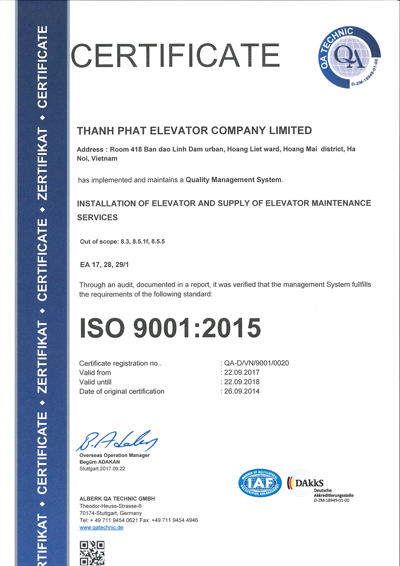 CERTIFICATE
QA TECHNIC
QA
D-ZM-18949-01-00
ZERTIFIKAT ◆ CERTIFICATE ◆ ZERTIFIKAT ◆ CERTIFICATE ◆ ZERTIFIKAT ◆ CERTIFICATE
THANH PHAT ELEVATOR COMPANY LIMITED
Address : Room 418 Ban dao Linh Dam urban, Hoang Liet ward, Hoang Mai district, Ha
Noi, Vietnam
has implemented and maintains a Quality Management System.
INSTALLATION OF ELEVATOR AND SUPPLY OF ELEVATOR MAINTENANCE
SERVICES
Out of scope: 8.3, 8.5.1f, 8.5.5
EA 17, 28, 29/1
Through an audit, documented in a report, it was verified that the management System fullfills
the requirements of the following standard:
ISO 9001:2015
Certificate registration no.. : QA-D/VN/9001/0020
Valid from : 22.09.2017
Valid untill : 22.09.2018
Date of original certification : 26.09.2014
B. Adakan
Overseas Operation Manager
Begüm ADAKAN
Stuttgart,2017.09.22
IAF
DAkkS
Deutsche
Akkreditierungsstelle
D-ZM-18949-01-00
ALBERK QA TECHNIC GMBH
Theodor-Heuss-Strasse-6
70174-Stuttgart, Germany
Tel: + 49 711 9454 0621 Fax: +49 711 9454 4946
www.qatechnic.de